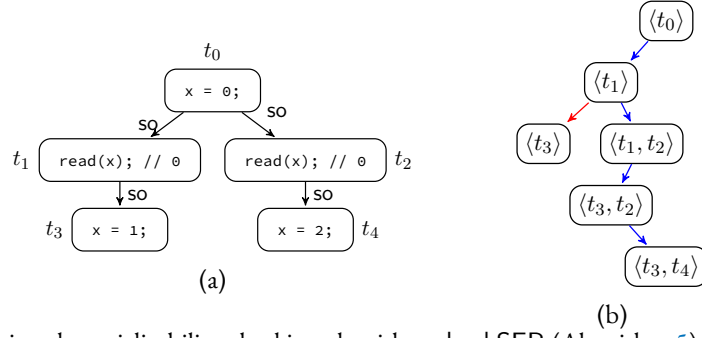 t₀
x = 0;
so
so
t₁
read(x); // 0
read(x); // 0
t₂
so
so
t₃
x = 1;
x = 2;
t₄
(a)
⟨t₀⟩
⟨t₁⟩
⟨t₃⟩
⟨t₁, t₂⟩
⟨t₃, t₂⟩
⟨t₃, t₄⟩
(b)